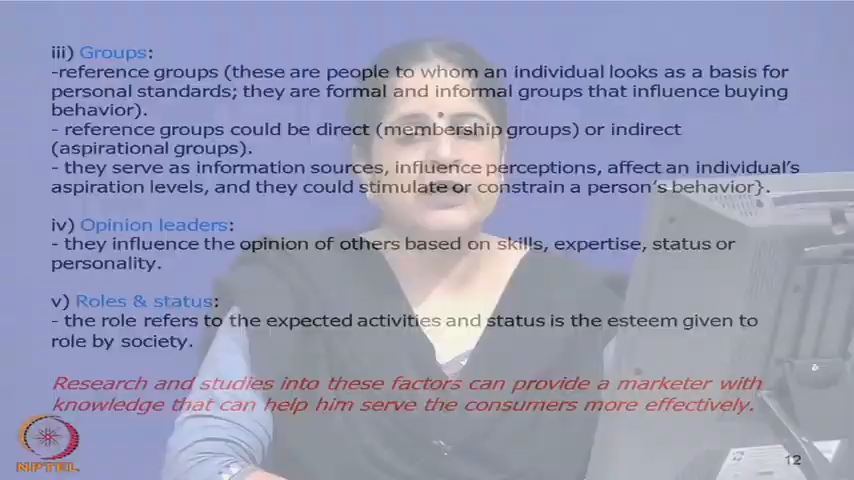 iii) Groups:
-reference groups (these are people to whom an individual looks as a basis for
personal standards; they are formal and informal groups that influence buying
behavior).
- reference groups could be direct (membership groups) or indirect
(aspirational groups).
- they serve as information sources, influence perceptions, affect an individual's
aspiration levels, and they could stimulate or constrain a person's behavior}.
iv) Opinion leaders:
- they influence the opinion of others based on skills, expertise, status or
personality.
v) Roles & status:
- the role refers to the expected activities and status is the esteem given to
role by society.
Research and studies into these factors can provide a marketer with
knowledge that can help him serve the consumers more effectively.
NPTEL
12